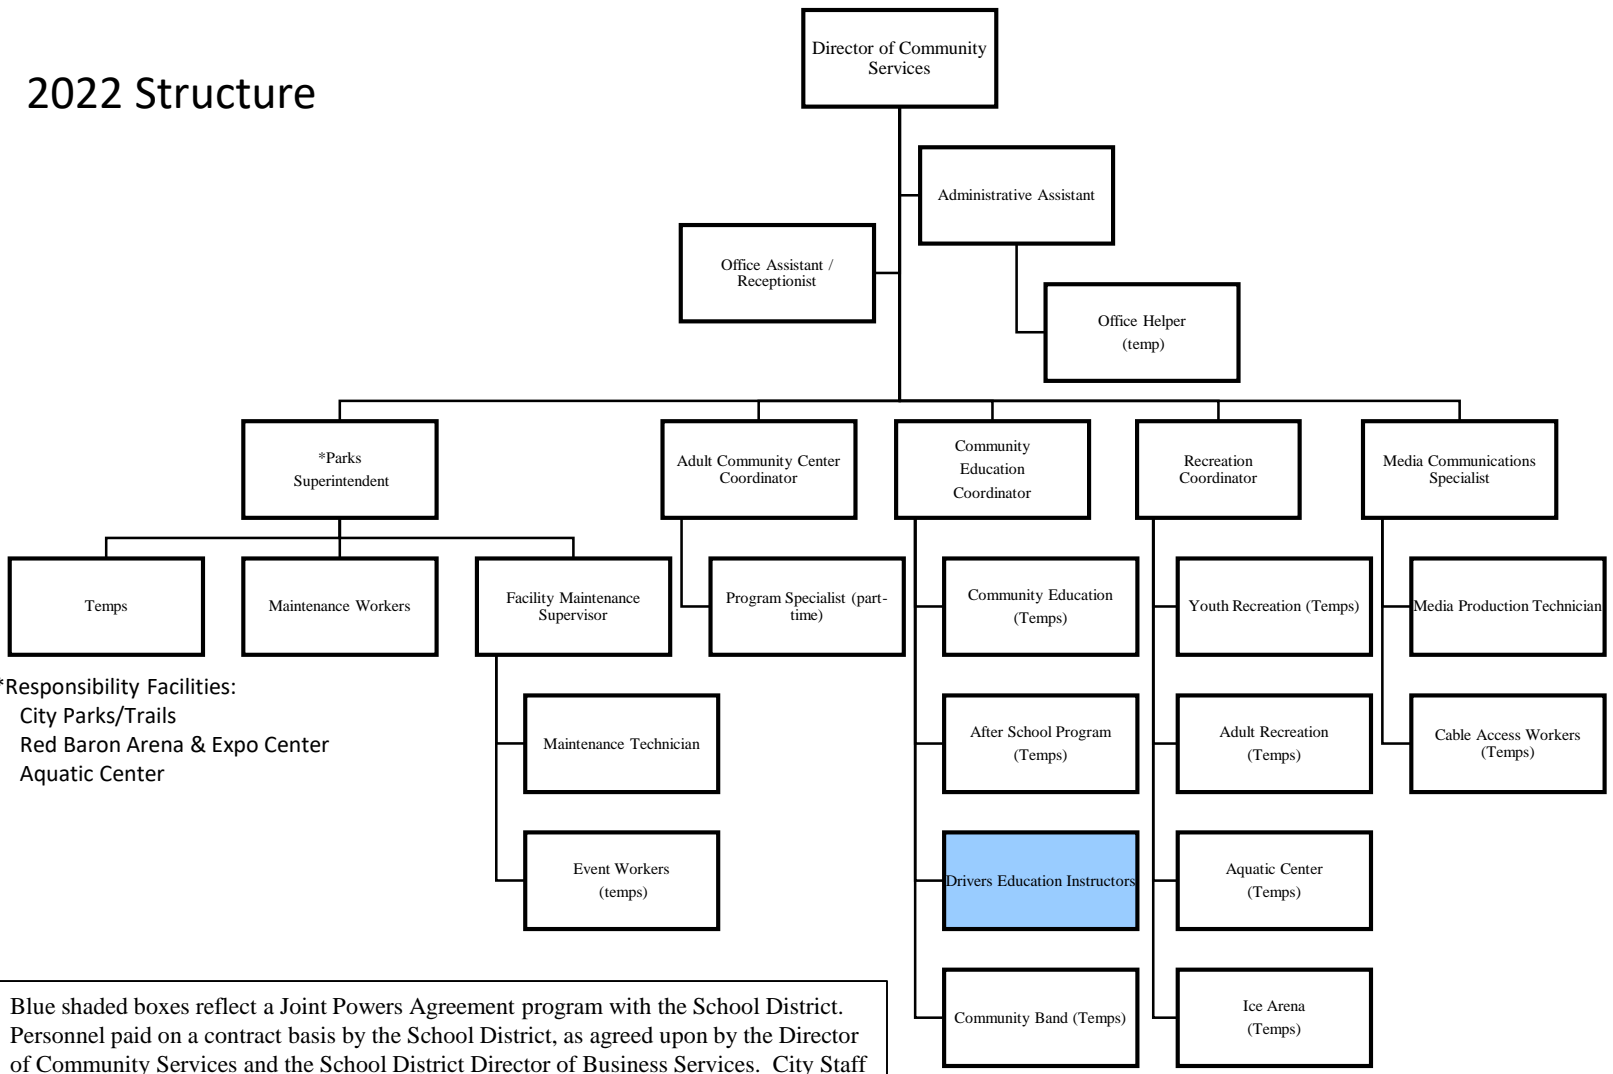 2022 Structure
Director of Community
Services
Administrative Assistant
Office Assistant /
Receptionist
Office Helper
(temp)
*Parks
Superintendent
Adult Community Center
Coordinator
Community
Education
Coordinator
Recreation
Coordinator
Media Communications
Specialist
Temps
Maintenance Workers
Facility Maintenance
Supervisor
Program Specialist (part-
time)
Community Education
(Temps)
Youth Recreation (Temps)
Media Production Technician
*Responsibility Facilities:
City Parks/Trails
Red Baron Arena & Expo Center
Aquatic Center
Maintenance Technician
After School Program
(Temps)
Adult Recreation
(Temps)
Cable Access Workers
(Temps)
Event Workers
(temps)
Drivers Education Instructors
Aquatic Center
(Temps)
Community Band (Temps)
Ice Arena
(Temps)
Blue shaded boxes reflect a Joint Powers Agreement program with the School District.
Personnel paid on a contract basis by the School District, as agreed upon by the Director
of Community Services and the School District Director of Business Services.  City Staff